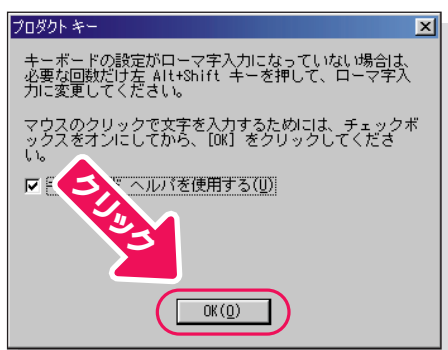 プロダクト キー
キーボードの設定がローマ字入力になっていない場合は、
必要な回数だけ左 Alt+Shift キーを押して、ローマ字入
力に変更してください。
マウスのクリックで文字を入力するためには、チェックボ
ックスをオンにしてから、[OK] をクリックしてくださ
い。
ヘルパを使用する(U)
クリック
OK(O)